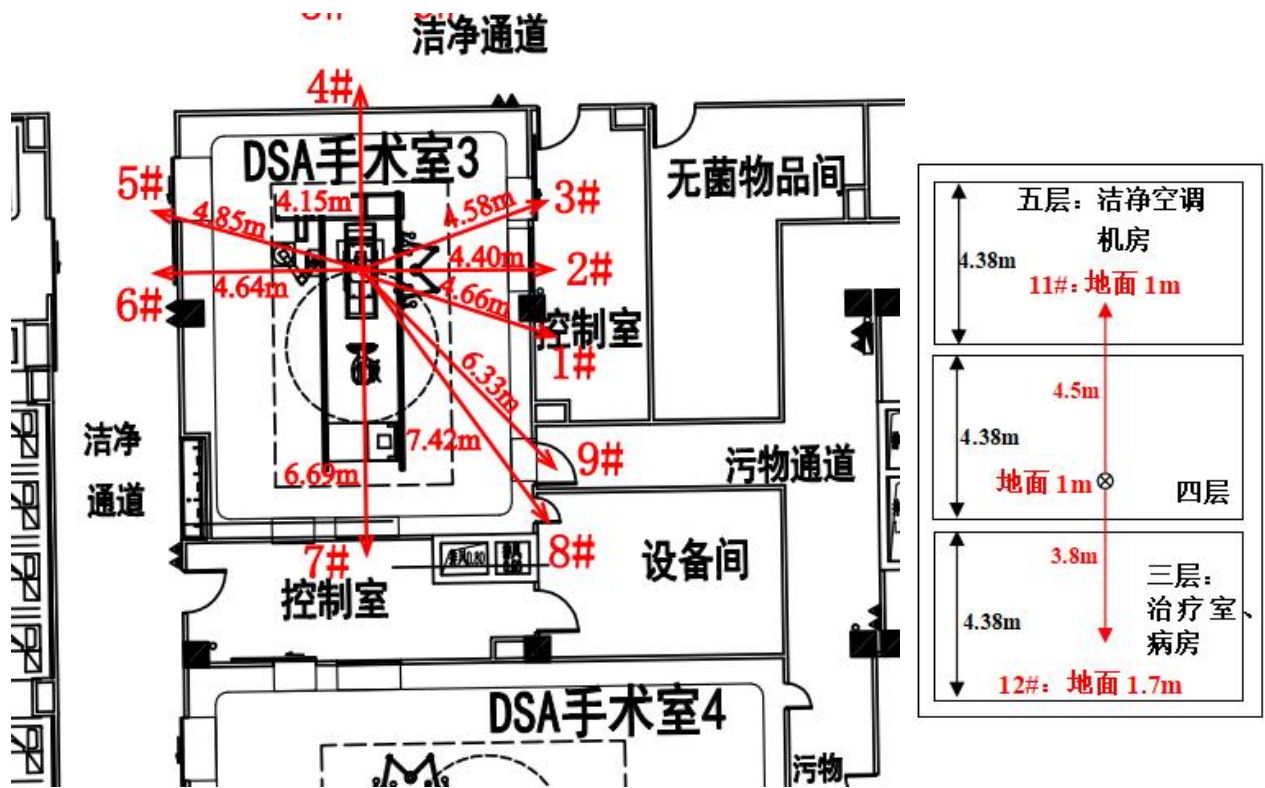 洁净通道
4#
DSA手术室3
无菌物品间
5#
4.15m
4.58m
3#
4.85m
4.40m
2#
6#
4.64m
4.66m
控制室
1#
6.33m
洁净
通道
7.42m
9#
污物通道
6.69m
7#
8#
设备间
控制室
DSA手术室4
污物
五层：洁净空调
机房
4.38m
11#：地面 1m
4.5m
4.38m
地面 1m
四层
3.8m
三层：
治疗室、
病房
4.38m
12#：地面 1.7m